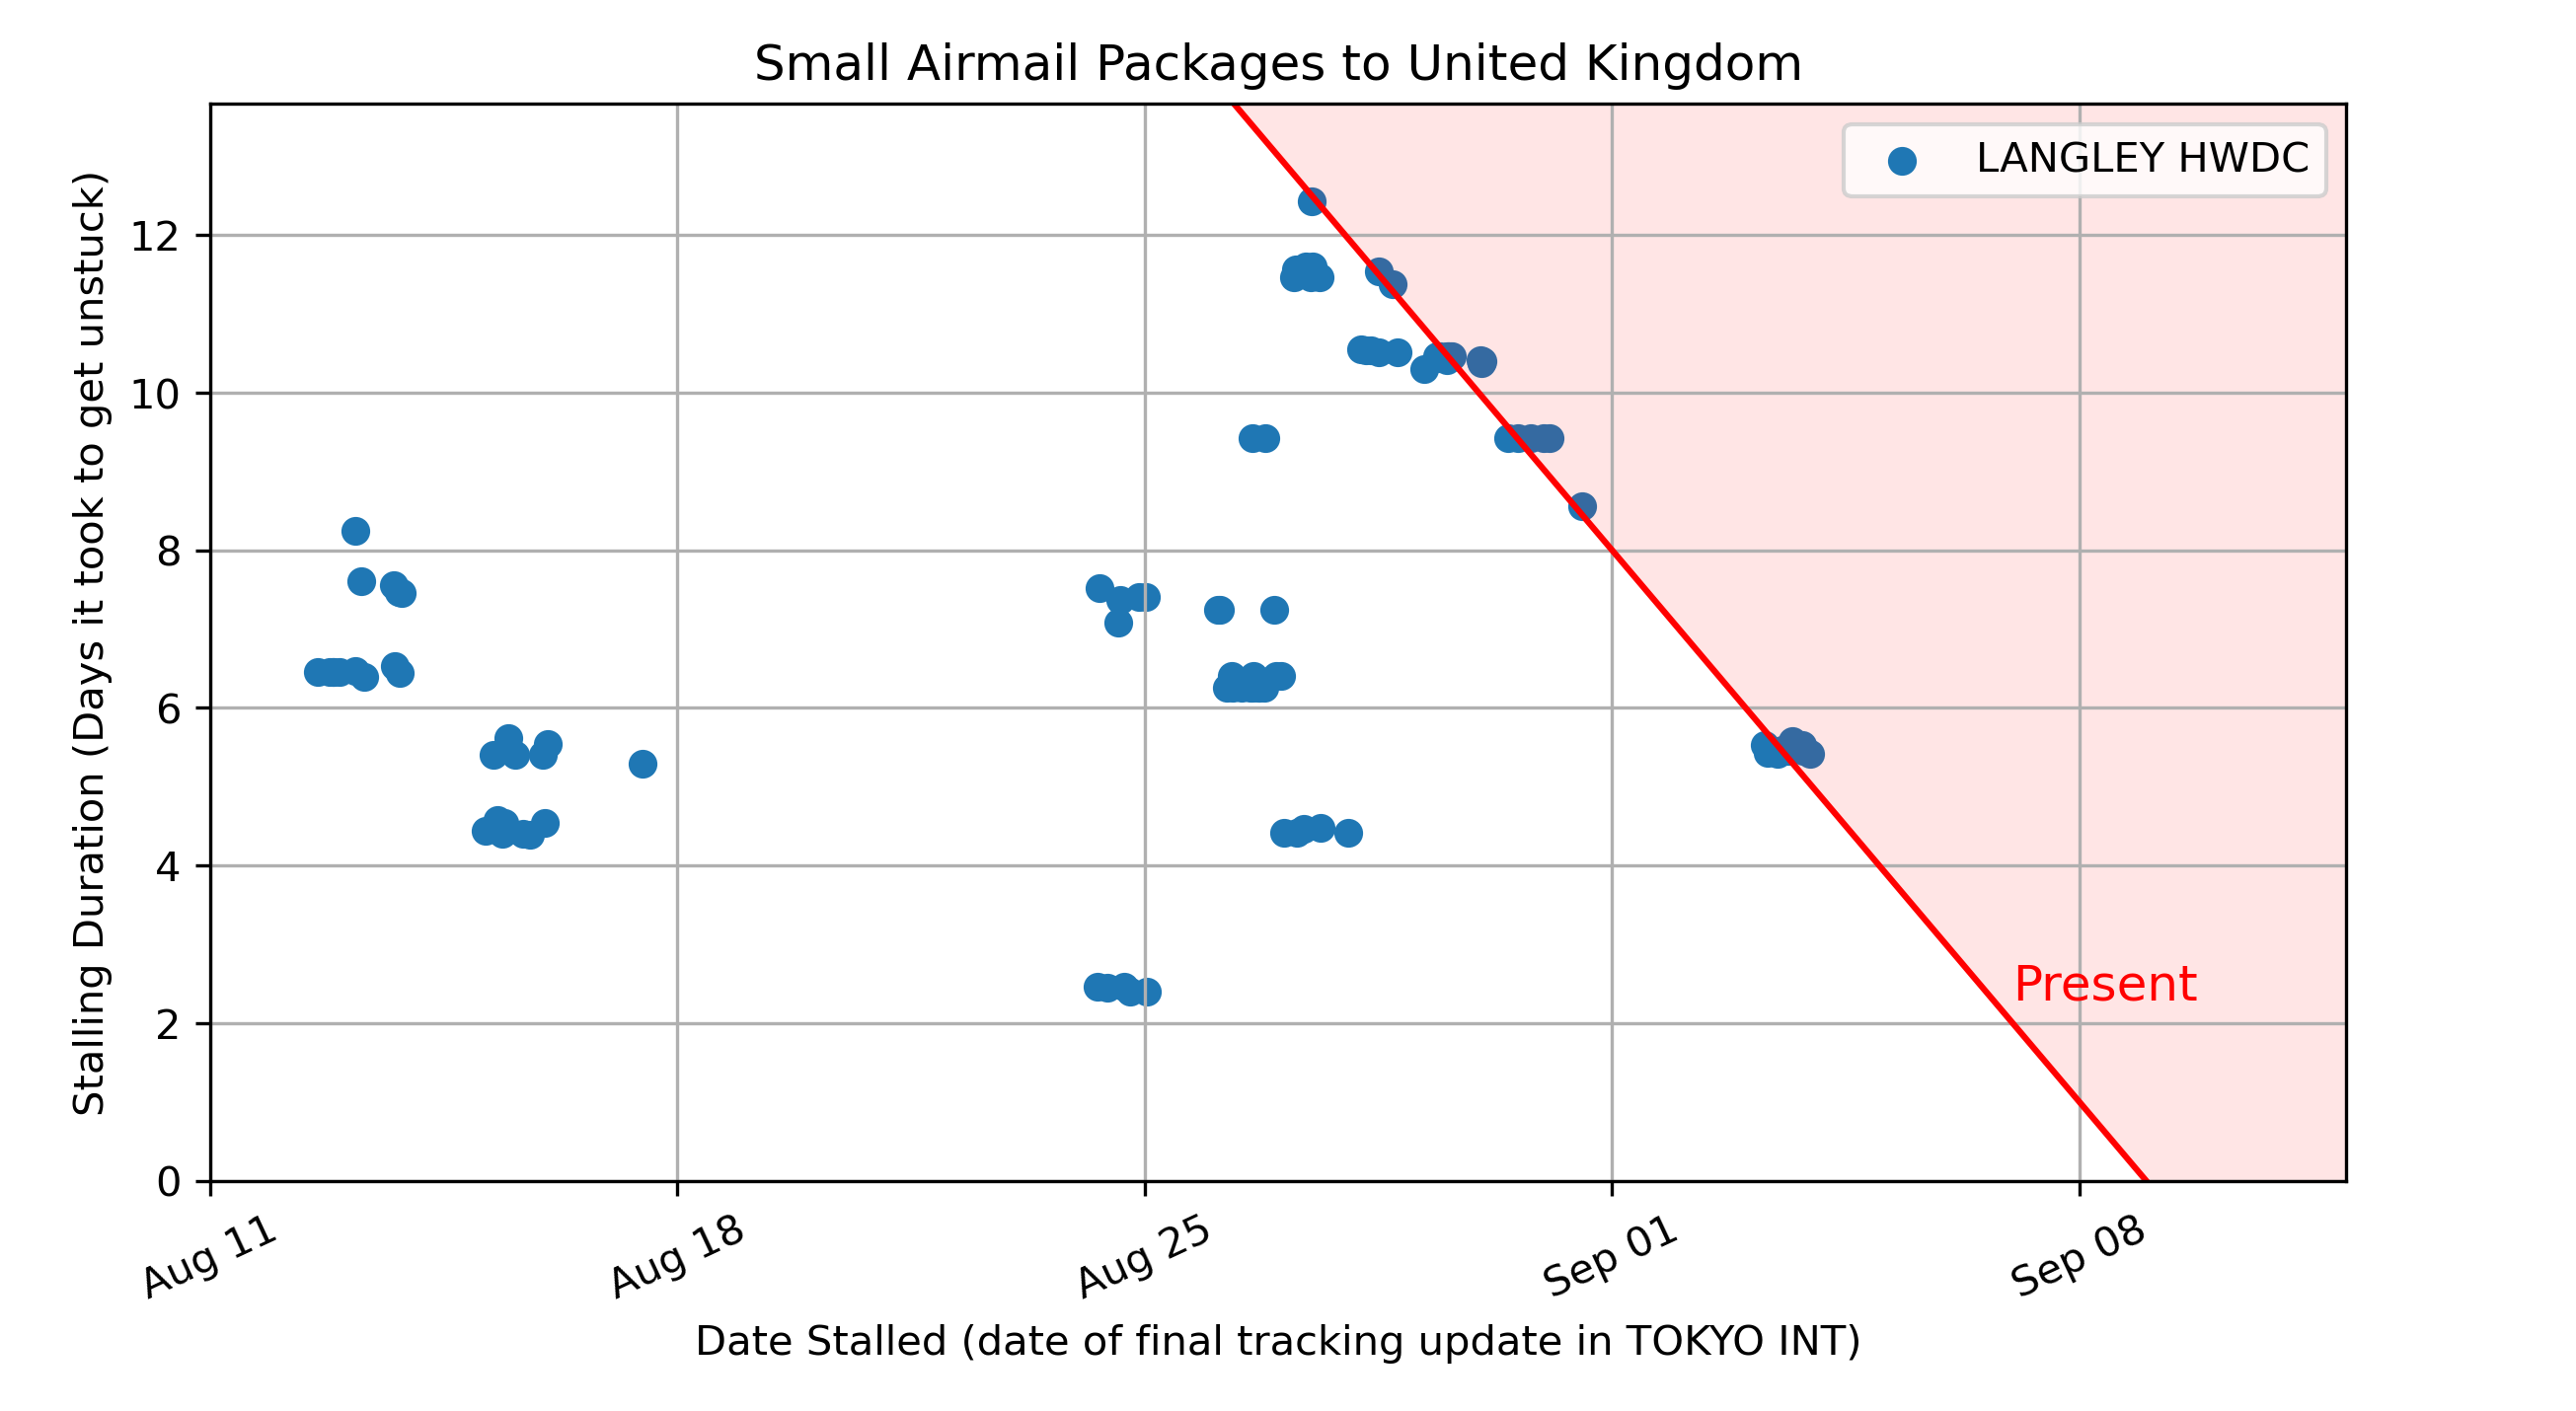 Small Airmail Packages to United Kingdom
LANGLEY HWDC
Stalling Duration (Days it took to get unstuck)
12
10
8
6
4
2
0
Present
Aug 11
Aug 18
Aug 25
Sep 01
Sep 08
Date Stalled (date of final tracking update in TOKYO INT)